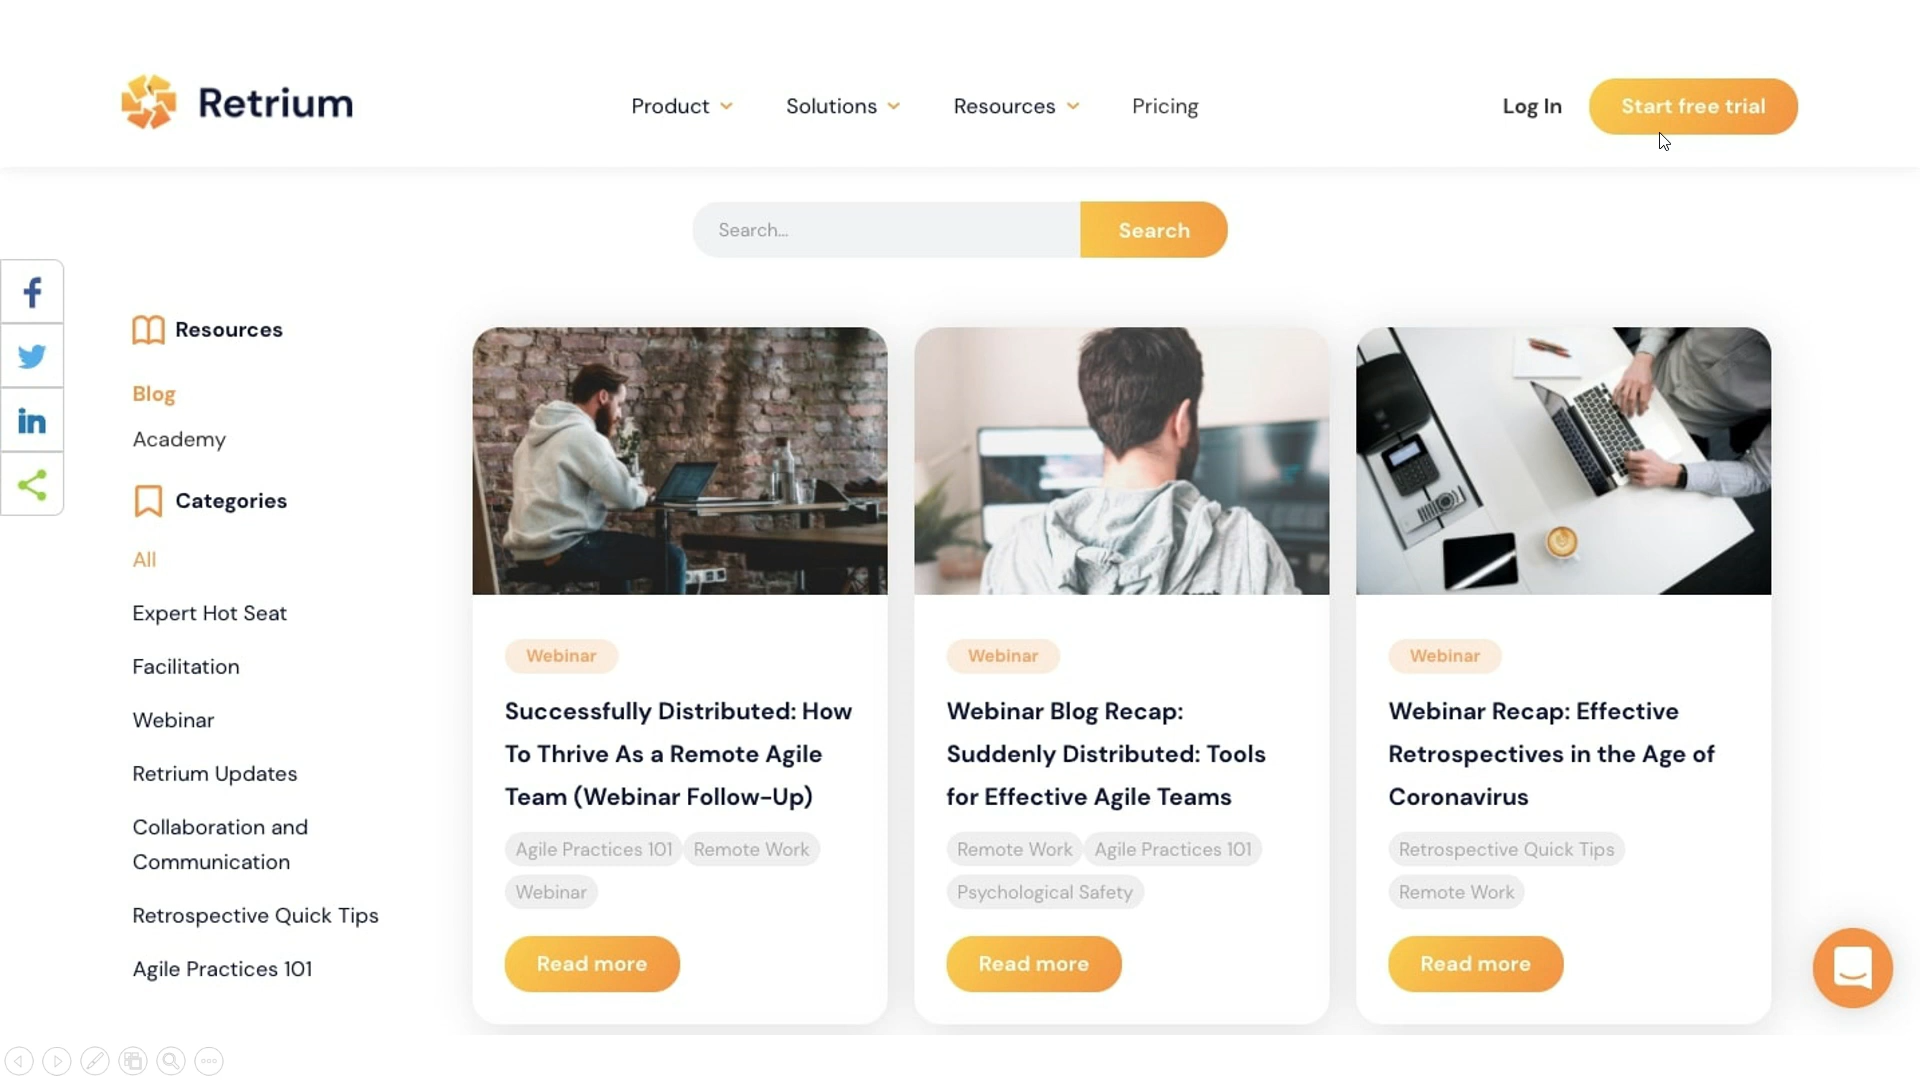 Retrium
Product
Solutions
Resources
Pricing
Log In
Start free trial
Search...
Search
Resources
Blog
Academy
Categories
All
Expert Hot Seat
Facilitation
Webinar
Retrium Updates
Collaboration and
Communication
Retrospective Quick Tips
Agile Practices 101
Webinar
Successfully Distributed: How
To Thrive As a Remote Agile
Team (Webinar Follow-Up)
Agile Practices 101
Remote Work
Webinar
Read more
Webinar
Webinar Blog Recap:
Suddenly Distributed: Tools
for Effective Agile Teams
Remote Work
Agile Practices 101
Psychological Safety
Read more
Webinar
Webinar Recap: Effective
Retrospectives in the Age of
Coronavirus
Retrospective Quick Tips
Remote Work
Read more